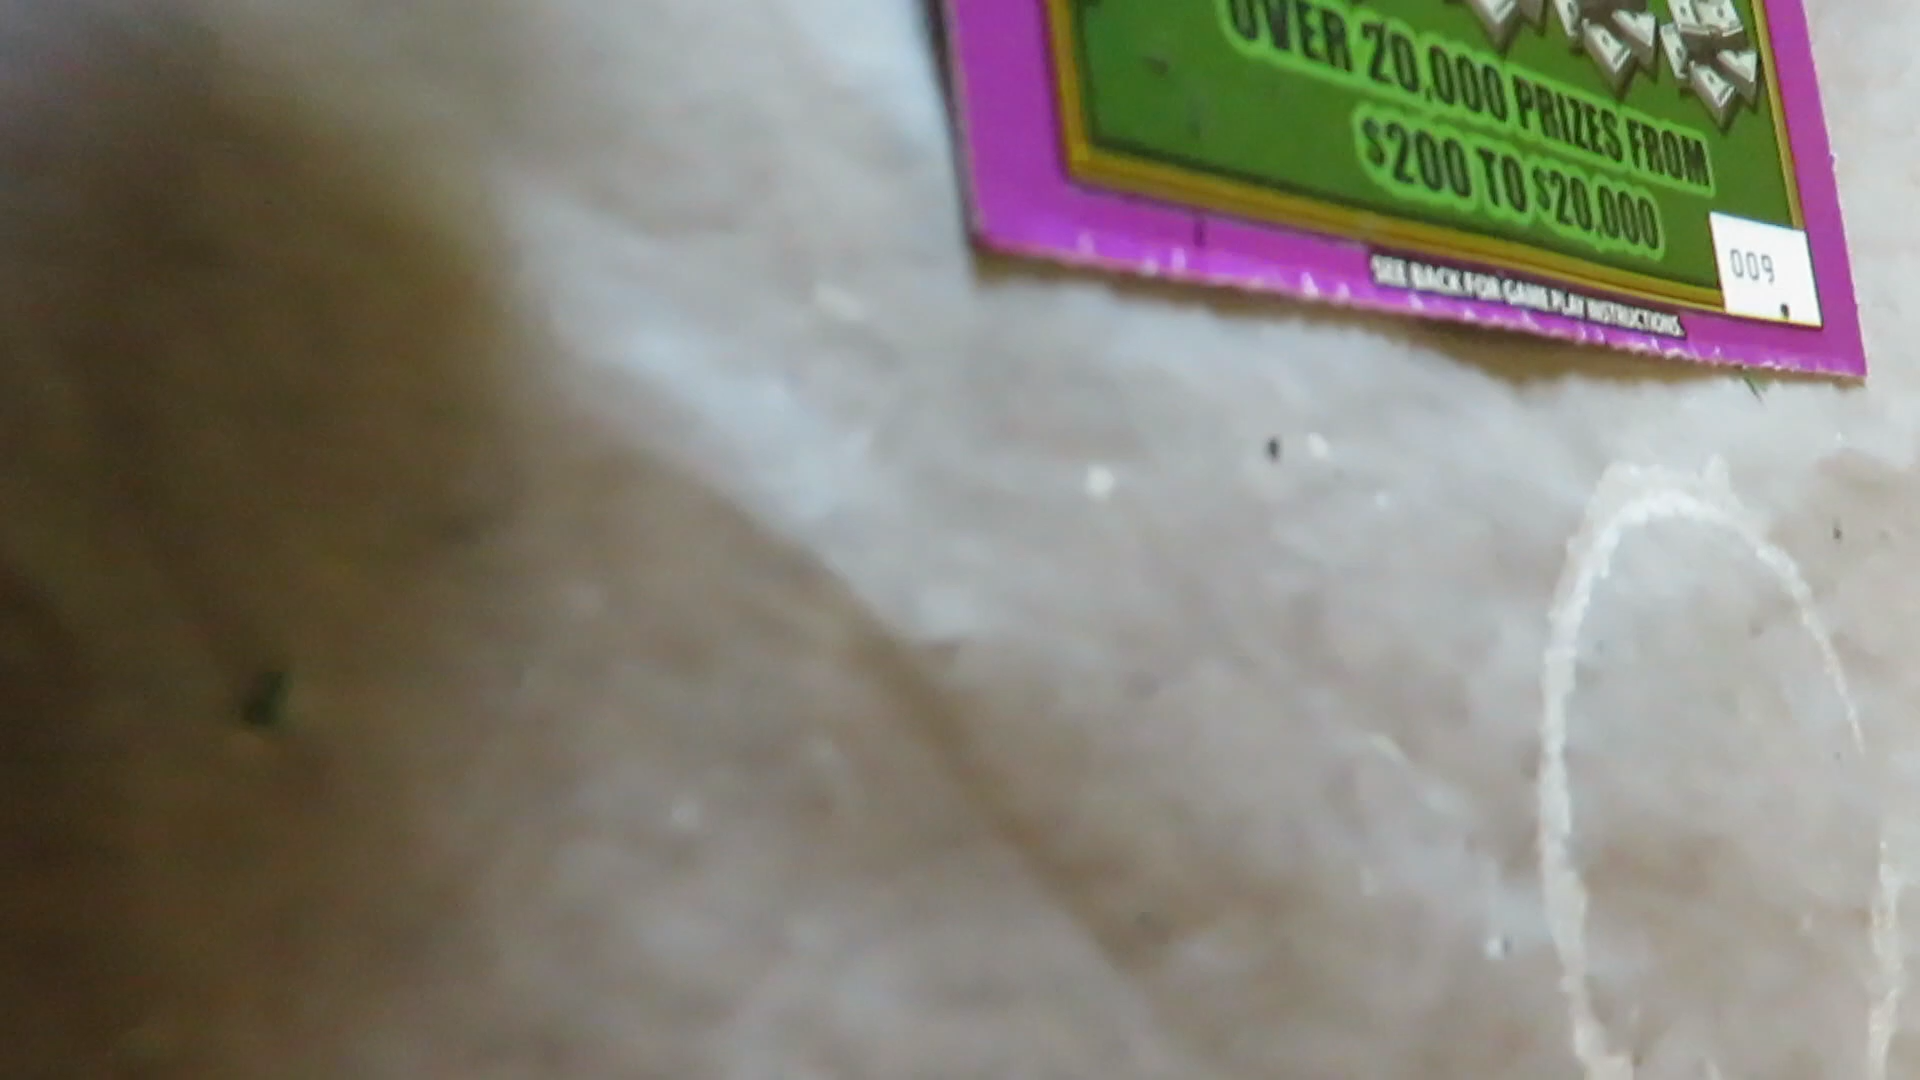 OVER 20,000 PRIZES FROM
$200 TO $20,000
009
SEE BACK FOR GAME PLAY INSTRUCTIONS.